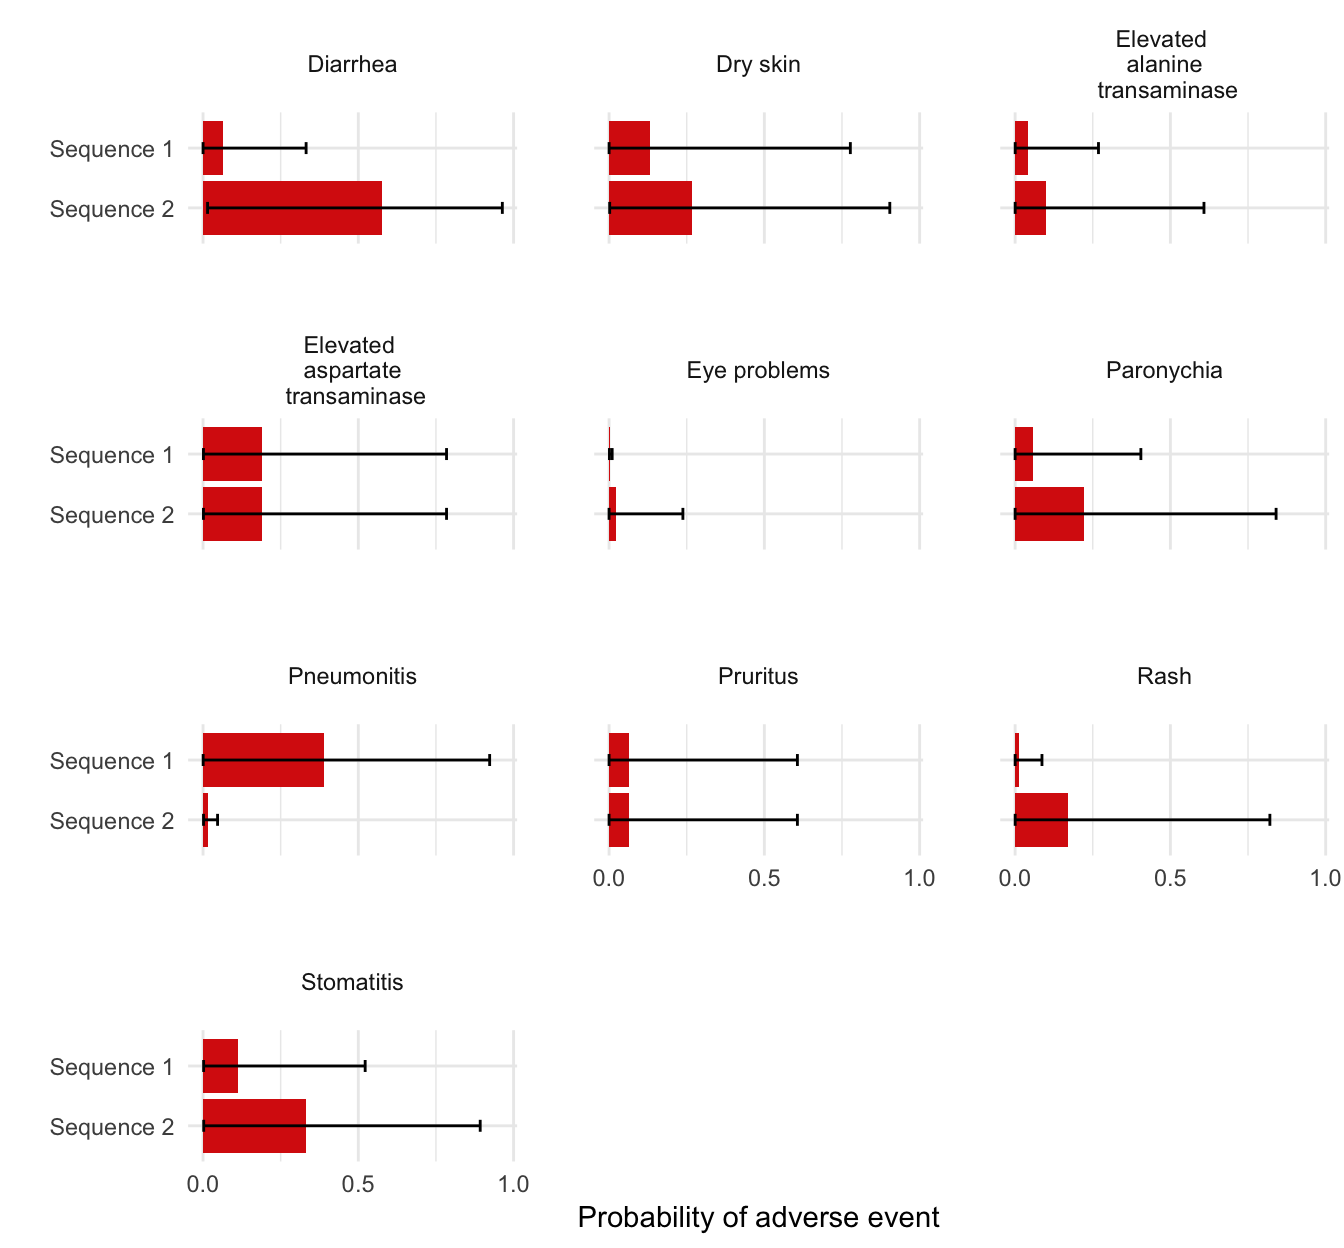 Diarrhea
Dry skin
Elevated
alanine
transaminase
Sequence 1
Sequence 2
Elevated
aspartate
transaminase
Eye problems
Paronychia
Sequence 1
Sequence 2
Pneumonitis
Pruritus
Rash
Sequence 1
Sequence 2
0.0 0.5 1.0
0.0 0.5 1.0
Stomatitis
Sequence 1
Sequence 2
0.0 0.5 1.0
Probability of adverse event